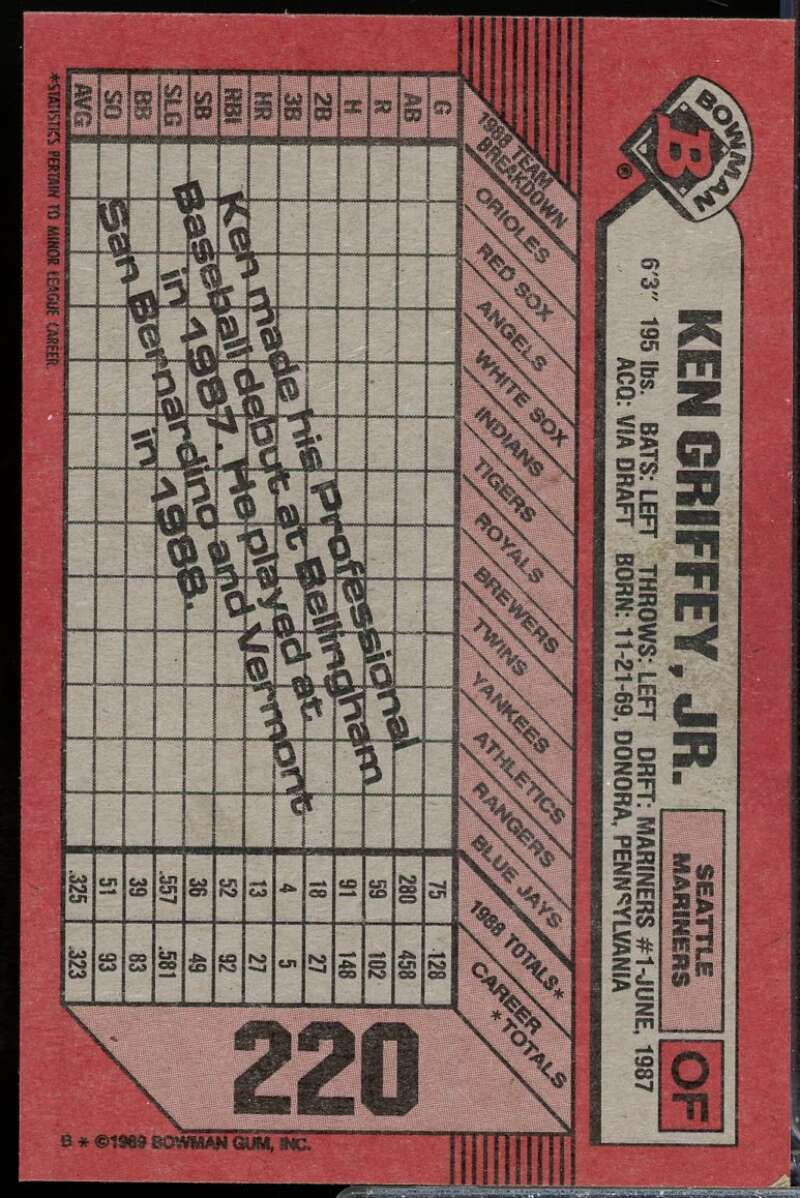 BOWMAN
B
®
KEN GRIFFEY, JR.
SEATTLE
MARINERS
OF
6'3" 195 lbs. BATS: LEFT THROWS: LEFT DRFT: MARINERS #1-JUNE, 1987
ACQ: VIA DRAFT BORN: 11-21-69, DONORA, PENNSYLVANIA
1988 TEAM
BREAKDOWN
ORIOLES
RED SOX
ANGELS
WHITE SOX
INDIANS
TIGERS
ROYALS
BREWERS
TWINS
YANKEES
ATHLETICS
RANGERS
BLUE JAYS
1988 TOTALS*
CAREER
*TOTALS
G 75 128
AB 280 458
R 59 102
H 91 148
2B 18 27
3B 4 5
HR 13 27
RBI 52 92
SB 36 49
SLG .557 .581
BB 39 83
SO 51 93
AVG .325 .323
Ken made his Professional
Baseball debut at Bellingham
in 1987. He played at
San Bernardino and Vermont
in 1988.
220
*STATISTICS PERTAIN TO MINOR LEAGUE CAREER.
B * ©1989 BOWMAN GUM, INC.